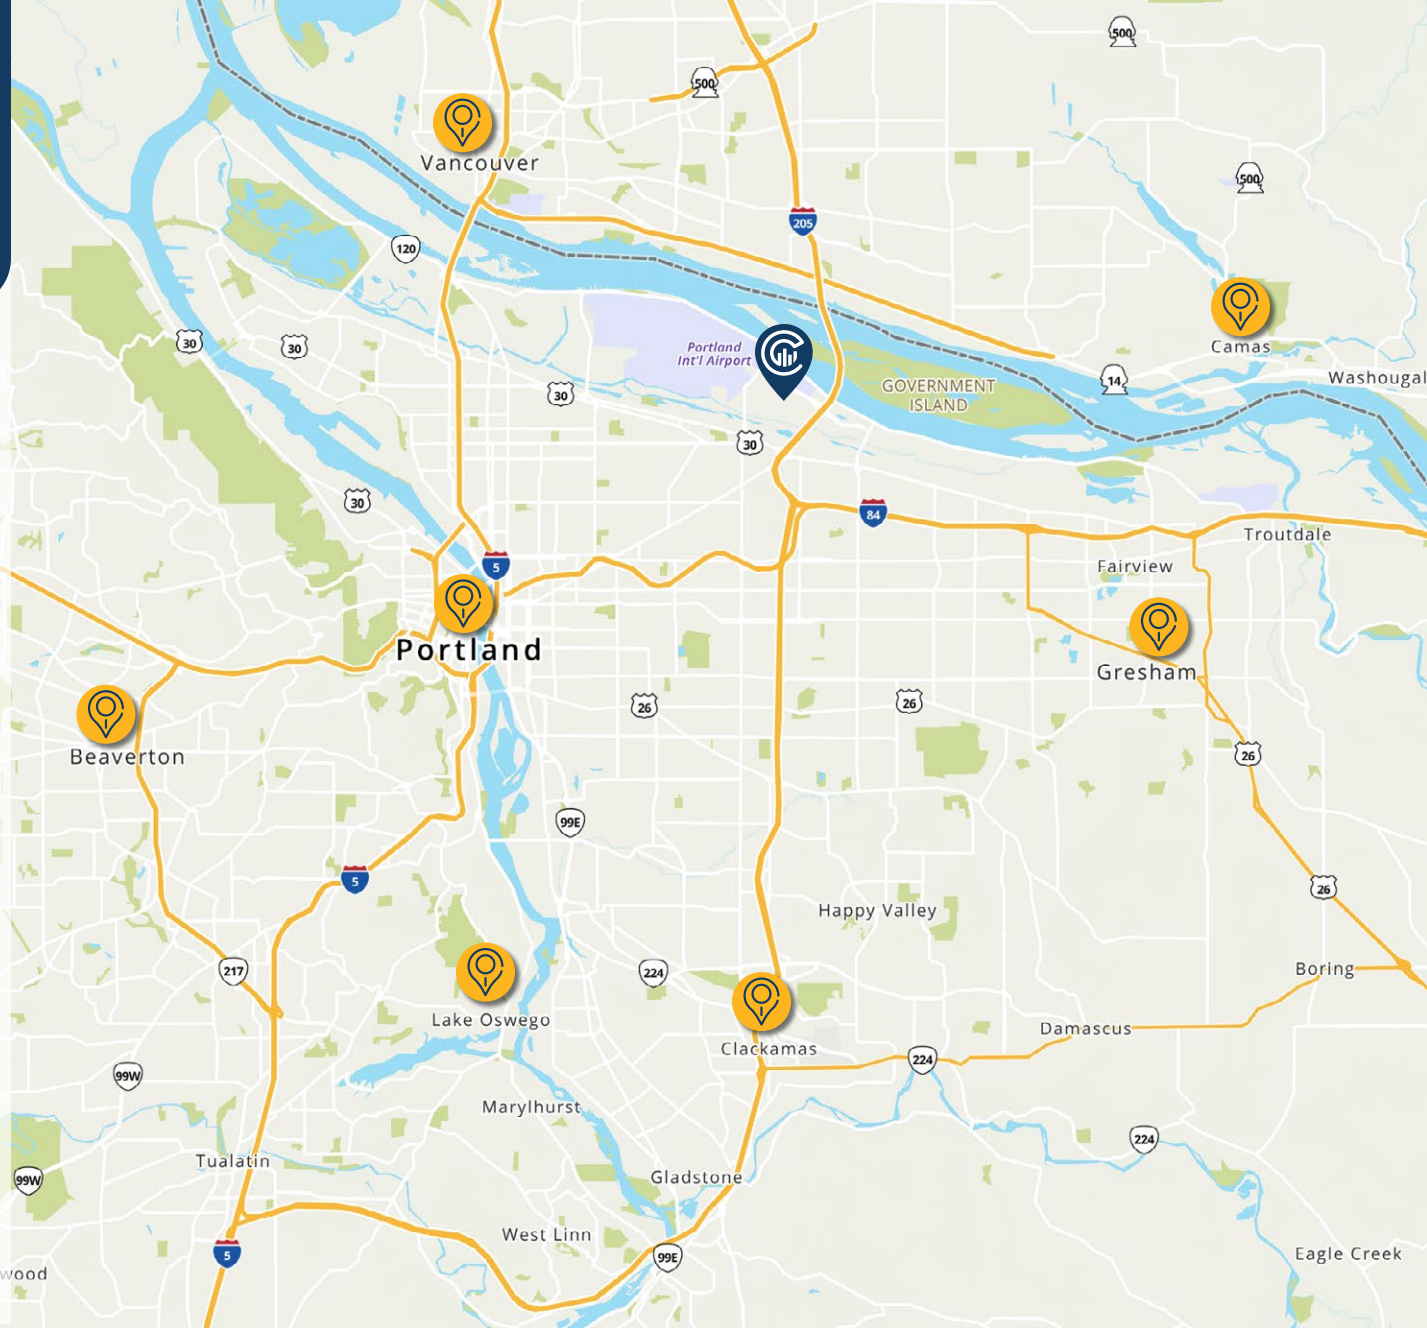 500
500
Vancouver
500
205
120
Camas
30
30
Portland
Int'l Airport
14
Washougal
GOVERNMENT
ISLAND
30
30
30
84
Troutdale
5
Fairview
Portland
Gresham
26
26
Beaverton
26
99E
5
26
Happy Valley
217
224
Boring
Lake Oswego
Damascus
Clackamas
224
99W
Marylhurst
224
Tualatin
Gladstone
99W
West Linn
5
99E
Eagle Creek
wood